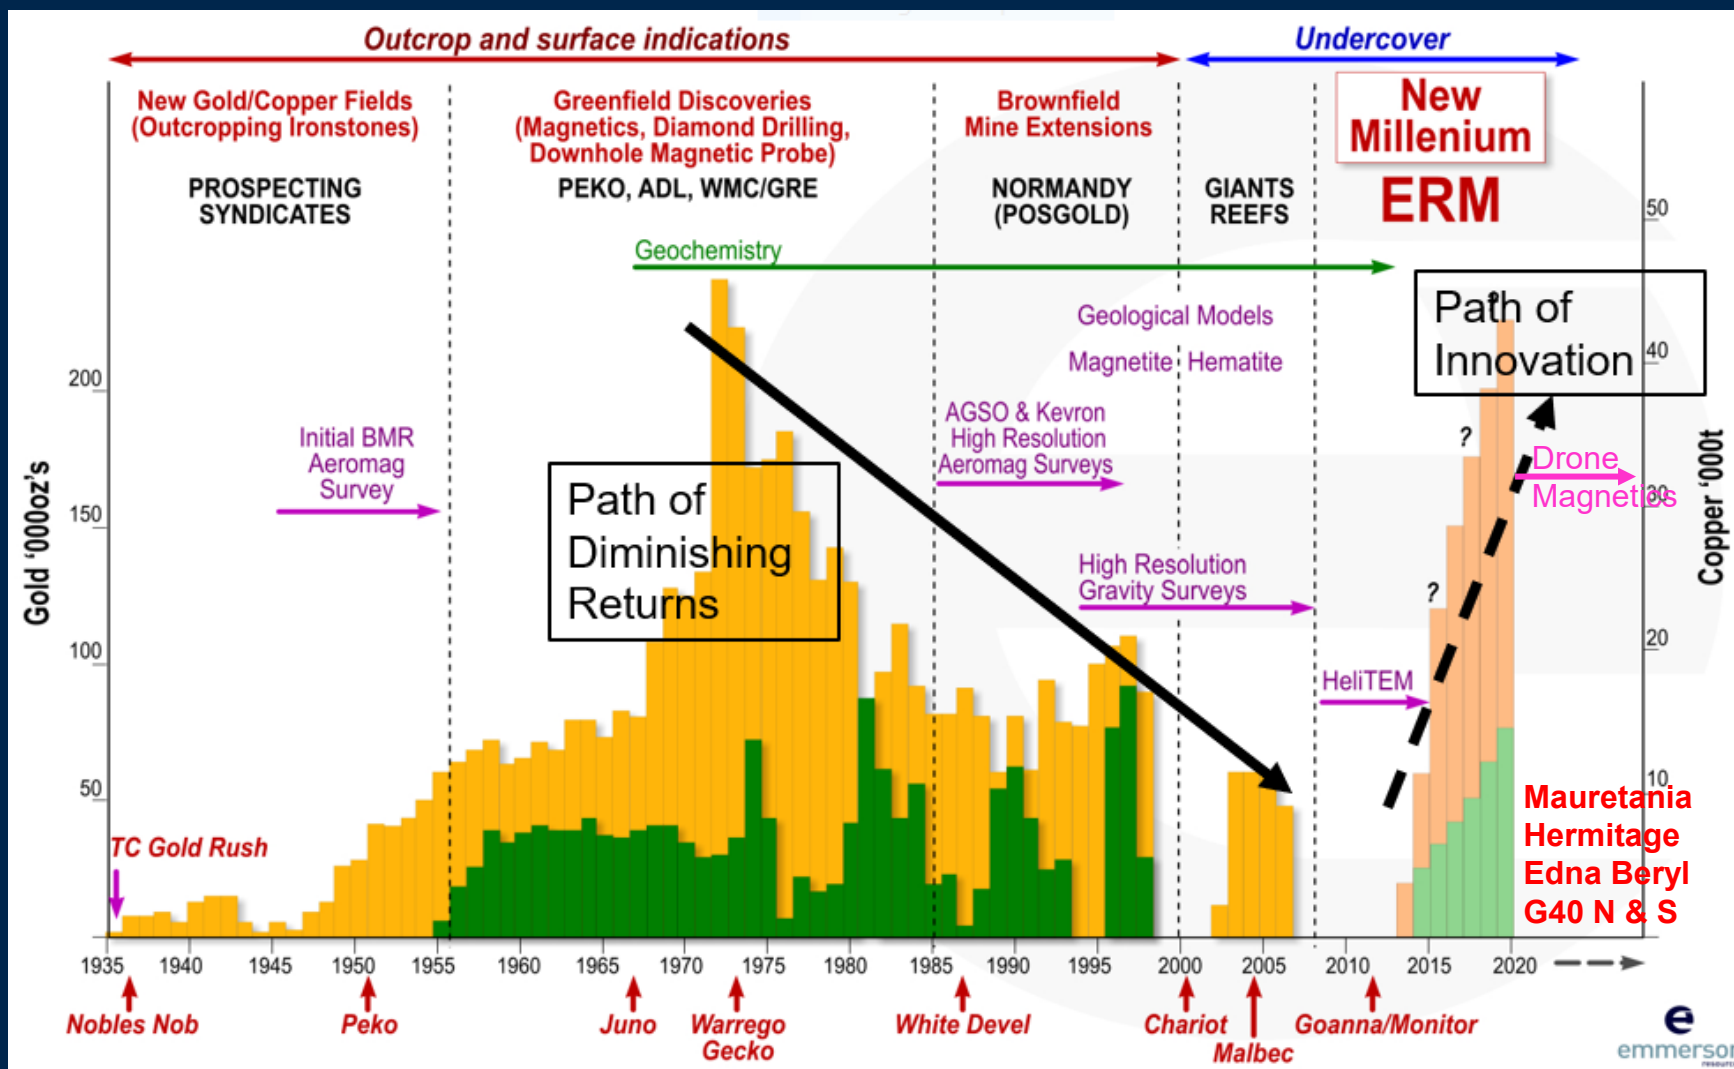 Outcrop and surface indications
Undercover
New Gold/Copper Fields
(Outcropping Ironstones)
PROSPECTING
SYNDICATES
Greenfield Discoveries
(Magnetics, Diamond Drilling,
Downhole Magnetic Probe)
PEKO, ADL, WMC/GRE
Brownfield
Mine Extensions
NORMANDY
(POSGOLD)
GIANTS
REEFS
New
Millenium
ERM
Geochemistry
Geological Models
Magnetite Hematite
AGSO & Kevron
High Resolution
Aeromag Surveys
Initial BMR
Aeromag
Survey
High Resolution
Gravity Surveys
HeliTEM
Path of
Diminishing
Returns
Path of
Innovation
Drone
Magnetics
?
?
Mauretania
Hermitage
Edna Beryl
G40 N & S
TC Gold Rush
Gold '000oz's
200
150
100
50
Copper '000t
50
40
30
20
10
1935 1940 1945 1950 1955 1960 1965 1970 1975 1980 1985 1990 1995 2000 2005 2010 2015 2020
Nobles Nob
Peko
Juno
Warrego
Gecko
White Devel
Chariot
Malbec
Goanna/Monitor
emmerson
resources